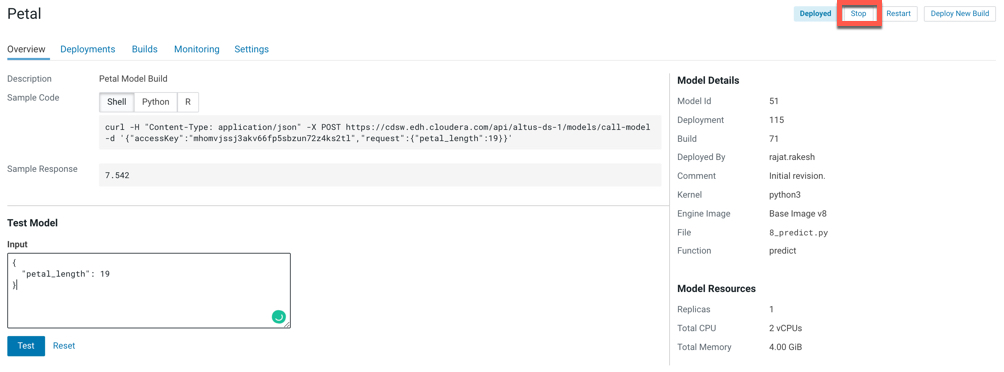 Petal
Deployed Stop Restart Deploy New Build
Overview Deployments Builds Monitoring Settings
Description Petal Model Build
Sample Code Shell Python R
curl -H "Content-Type: application/json" -X POST https://cdsw.edh.cloudera.com/api/altus-ds-1/models/call-model
-d '{"accessKey":"mhomvjssj3akv66fp5sbzun72z4ks2tl","request":{"petal_length":19}}'
Sample Response 7.542
Test Model
Input
{
"petal_length": 19
}
Test Reset
Model Details
Model Id 51
Deployment 115
Build 71
Deployed By rajat.rakesh
Comment Initial revision.
Kernel python3
Engine Image Base Image v8
File 8_predict.py
Function predict
Model Resources
Replicas 1
Total CPU 2 vCPUs
Total Memory 4.00 GiB